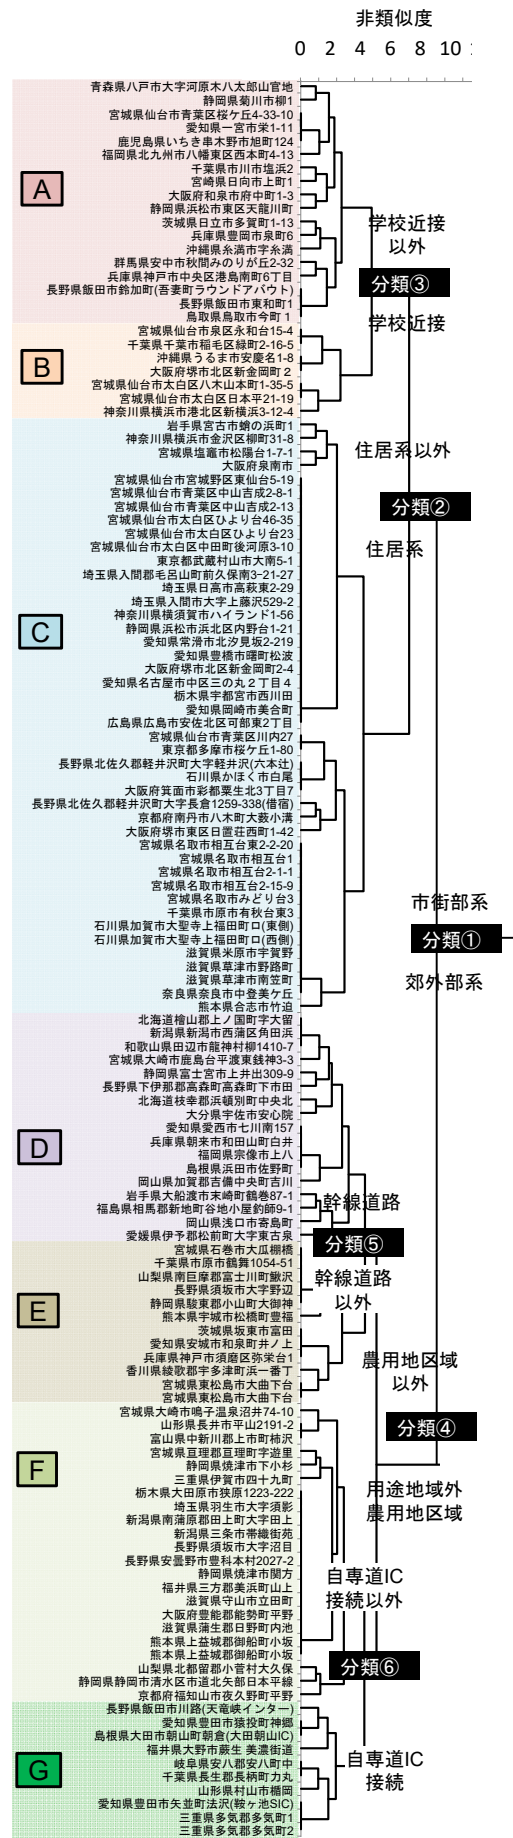 非類似度
0 2 4 6 8 10
青森県八戸市大字河原木八太郎山官地
静岡県菊川市柳1
宮城県仙台市青葉区桜ケ丘4-33-10
愛知県一宮市栄1-11
鹿児島県いちき串木野市旭町124
福岡県北九州市八幡東区西本町4-13
千葉県市川市塩浜2
宮崎県日向市上町1
大阪府和泉市府中町1-3
静岡県浜松市東区天龍川町
茨城県日立市多賀町1-13
兵庫県豊岡市泉町6
沖縄県糸満市字糸満
群馬県安中市秋間みのりが丘2-32
兵庫県神戸市中央区港島南町6丁目
長野県飯田市鈴加町(吾妻町ラウンドアバウト)
長野県飯田市東和町1
鳥取県鳥取市今町1
A
学校近接
以外
分類③
学校近接
宮城県仙台市泉区永和台15-4
千葉県千葉市稲毛区緑町2-16-5
沖縄県うるま市安慶名1-8
大阪府堺市北区新金岡町2
宮城県仙台市太白区八木山本町1-35-5
宮城県仙台市太白区日本平21-19
神奈川県横浜市港北区新横浜3-12-4
B
岩手県宮古市蛸の浜町1
神奈川県横浜市金沢区柳町31-8
宮城県塩竈市松陽台1-7-1
大阪府泉南市
宮城県仙台市宮城野区東仙台5-19
宮城県仙台市青葉区中山吉成2-8-1
宮城県仙台市青葉区中山吉成2-13
宮城県仙台市太白区ひより台46-35
宮城県仙台市太白区ひより台23
宮城県仙台市太白区中田町後河原3-10
東京都武蔵村山市大南5-1
埼玉県入間郡毛呂山町前久保南3-21-27
埼玉県日高市高萩東2-29
埼玉県入間市大字上藤沢529-2
神奈川県横須賀市ハイランド1-56
静岡県浜松市浜北区内野台1-21
愛知県常滑市北汐見坂2-219
愛知県豊橋市曙町松波
大阪府堺市北区新金岡町2-4
愛知県名古屋市中区三の丸2丁目4
栃木県宇都宮市西川田
愛知県岡崎市美合町
広島県広島市安佐北区可部東2丁目
宮城県仙台市青葉区川内27
東京都多摩市桜ケ丘1-80
長野県北佐久郡軽井沢町大字軽井沢(六本辻)
石川県かほく市白尾
大阪府箕面市彩都粟生北3丁目7
長野県北佐久郡軽井沢町大字長倉1259-338(借宿)
京都府南丹市八木町大薮小溝
大阪府堺市東区日置荘西町1-42
宮城県名取市相互台東2-2-20
宮城県名取市相互台1
宮城県名取市相互台2-1-1
宮城県名取市相互台2-15-9
宮城県名取市みどり台3
千葉県市原市有秋台東3
石川県加賀市大聖寺上福田町ロ(東側)
石川県加賀市大聖寺上福田町ロ(西側)
滋賀県米原市宇賀野
滋賀県草津市野路町
滋賀県草津市南笠町
奈良県奈良市中登美ケ丘
熊本県合志市竹迫
C
住居系以外
分類②
住居系
市街部系
分類①
郊外部系
北海道檜山郡上ノ国町字大留
新潟県新潟市西蒲区角田浜
和歌山県田辺市龍神村柳1410-7
宮城県大崎市鹿島台平渡東銭神3-3
静岡県富士宮市上井出309-9
長野県下伊那郡高森町高森町下市田
北海道枝幸郡浜頓別町中央北
大分県宇佐市安心院
愛知県愛西市七川南157
兵庫県朝来市和田山町白井
福岡県宗像市上八
島根県浜田市佐野町
岡山県加賀郡吉備中央町吉川
岩手県大船渡市末崎町鶴巻87-1
福島県相馬郡新地町谷地小屋釣師9-1
岡山県浅口市寄島町
愛媛県伊予郡松前町大字東古泉
D
幹線道路
分類⑤
幹線道路
以外
宮城県石巻市大瓜棚橋
千葉県市原市鶴舞1054-51
山梨県南巨摩郡富士川町鰍沢
長野県須坂市大字野辺
静岡県駿東郡小山町大御神
熊本県宇城市松橋町豊福
茨城県坂東市富田
愛知県安城市和泉町井ノ上
兵庫県神戸市須磨区弥栄台1
香川県綾歌郡宇多津町浜一番丁
宮城県東松島市大曲下台
宮城県東松島市大曲下台
E
農用地区域
以外
分類④
用途地域外
農用地区域
宮城県大崎市鳴子温泉沼井74-10
山形県長井市平山2191-2
富山県中新川郡上市町柿沢
宮城県亘理郡亘理町字遊里
静岡県焼津市下小杉
三重県伊賀市四十九町
栃木県大田原市狭原1223-222
埼玉県羽生市大字須影
新潟県南蒲原郡田上町大字田上
新潟県三条市帯織街苑
長野県須坂市大字沼目
長野県安曇野市豊科本村2027-2
静岡県焼津市関方
福井県三方郡美浜町山上
滋賀県守山市立田町
大阪府豊能郡能勢町平野
滋賀県蒲生郡日野町内池
熊本県上益城郡御船町小坂
熊本県上益城郡御船町小坂
山梨県北都留郡小菅村大久保
静岡県静岡市清水区市道北矢部日本平線
京都府福知山市夜久野町平野
F
自専道IC
接続以外
分類⑥
自専道IC
接続
長野県飯田市川路(天竜峡インター)
愛知県豊田市猿投町神郷
島根県大田市朝山町朝倉(大田朝山IC)
福井県大野市蕨生 美濃街道
岐阜県安八郡安八町中
千葉県長生郡長柄町力丸
山形県村山市楯岡
愛知県豊田市矢並町法沢(鞍ヶ池SIC)
三重県多気郡多気町1
三重県多気郡多気町2
G